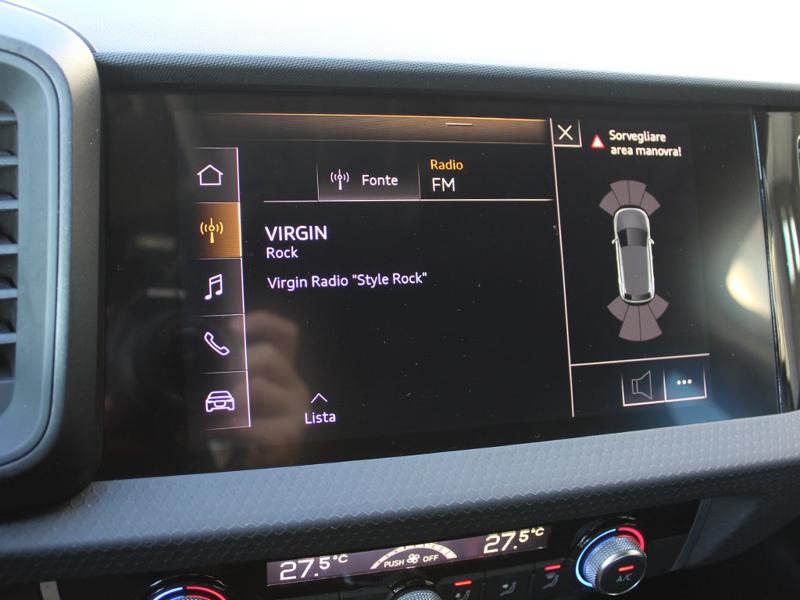 Sorvegliare
area manovra!
Radio
Fonte FM
VIRGIN
Rock
Virgin Radio "Style Rock"
Lista
27.5°C PUSH OFF 27.5°C
A/C